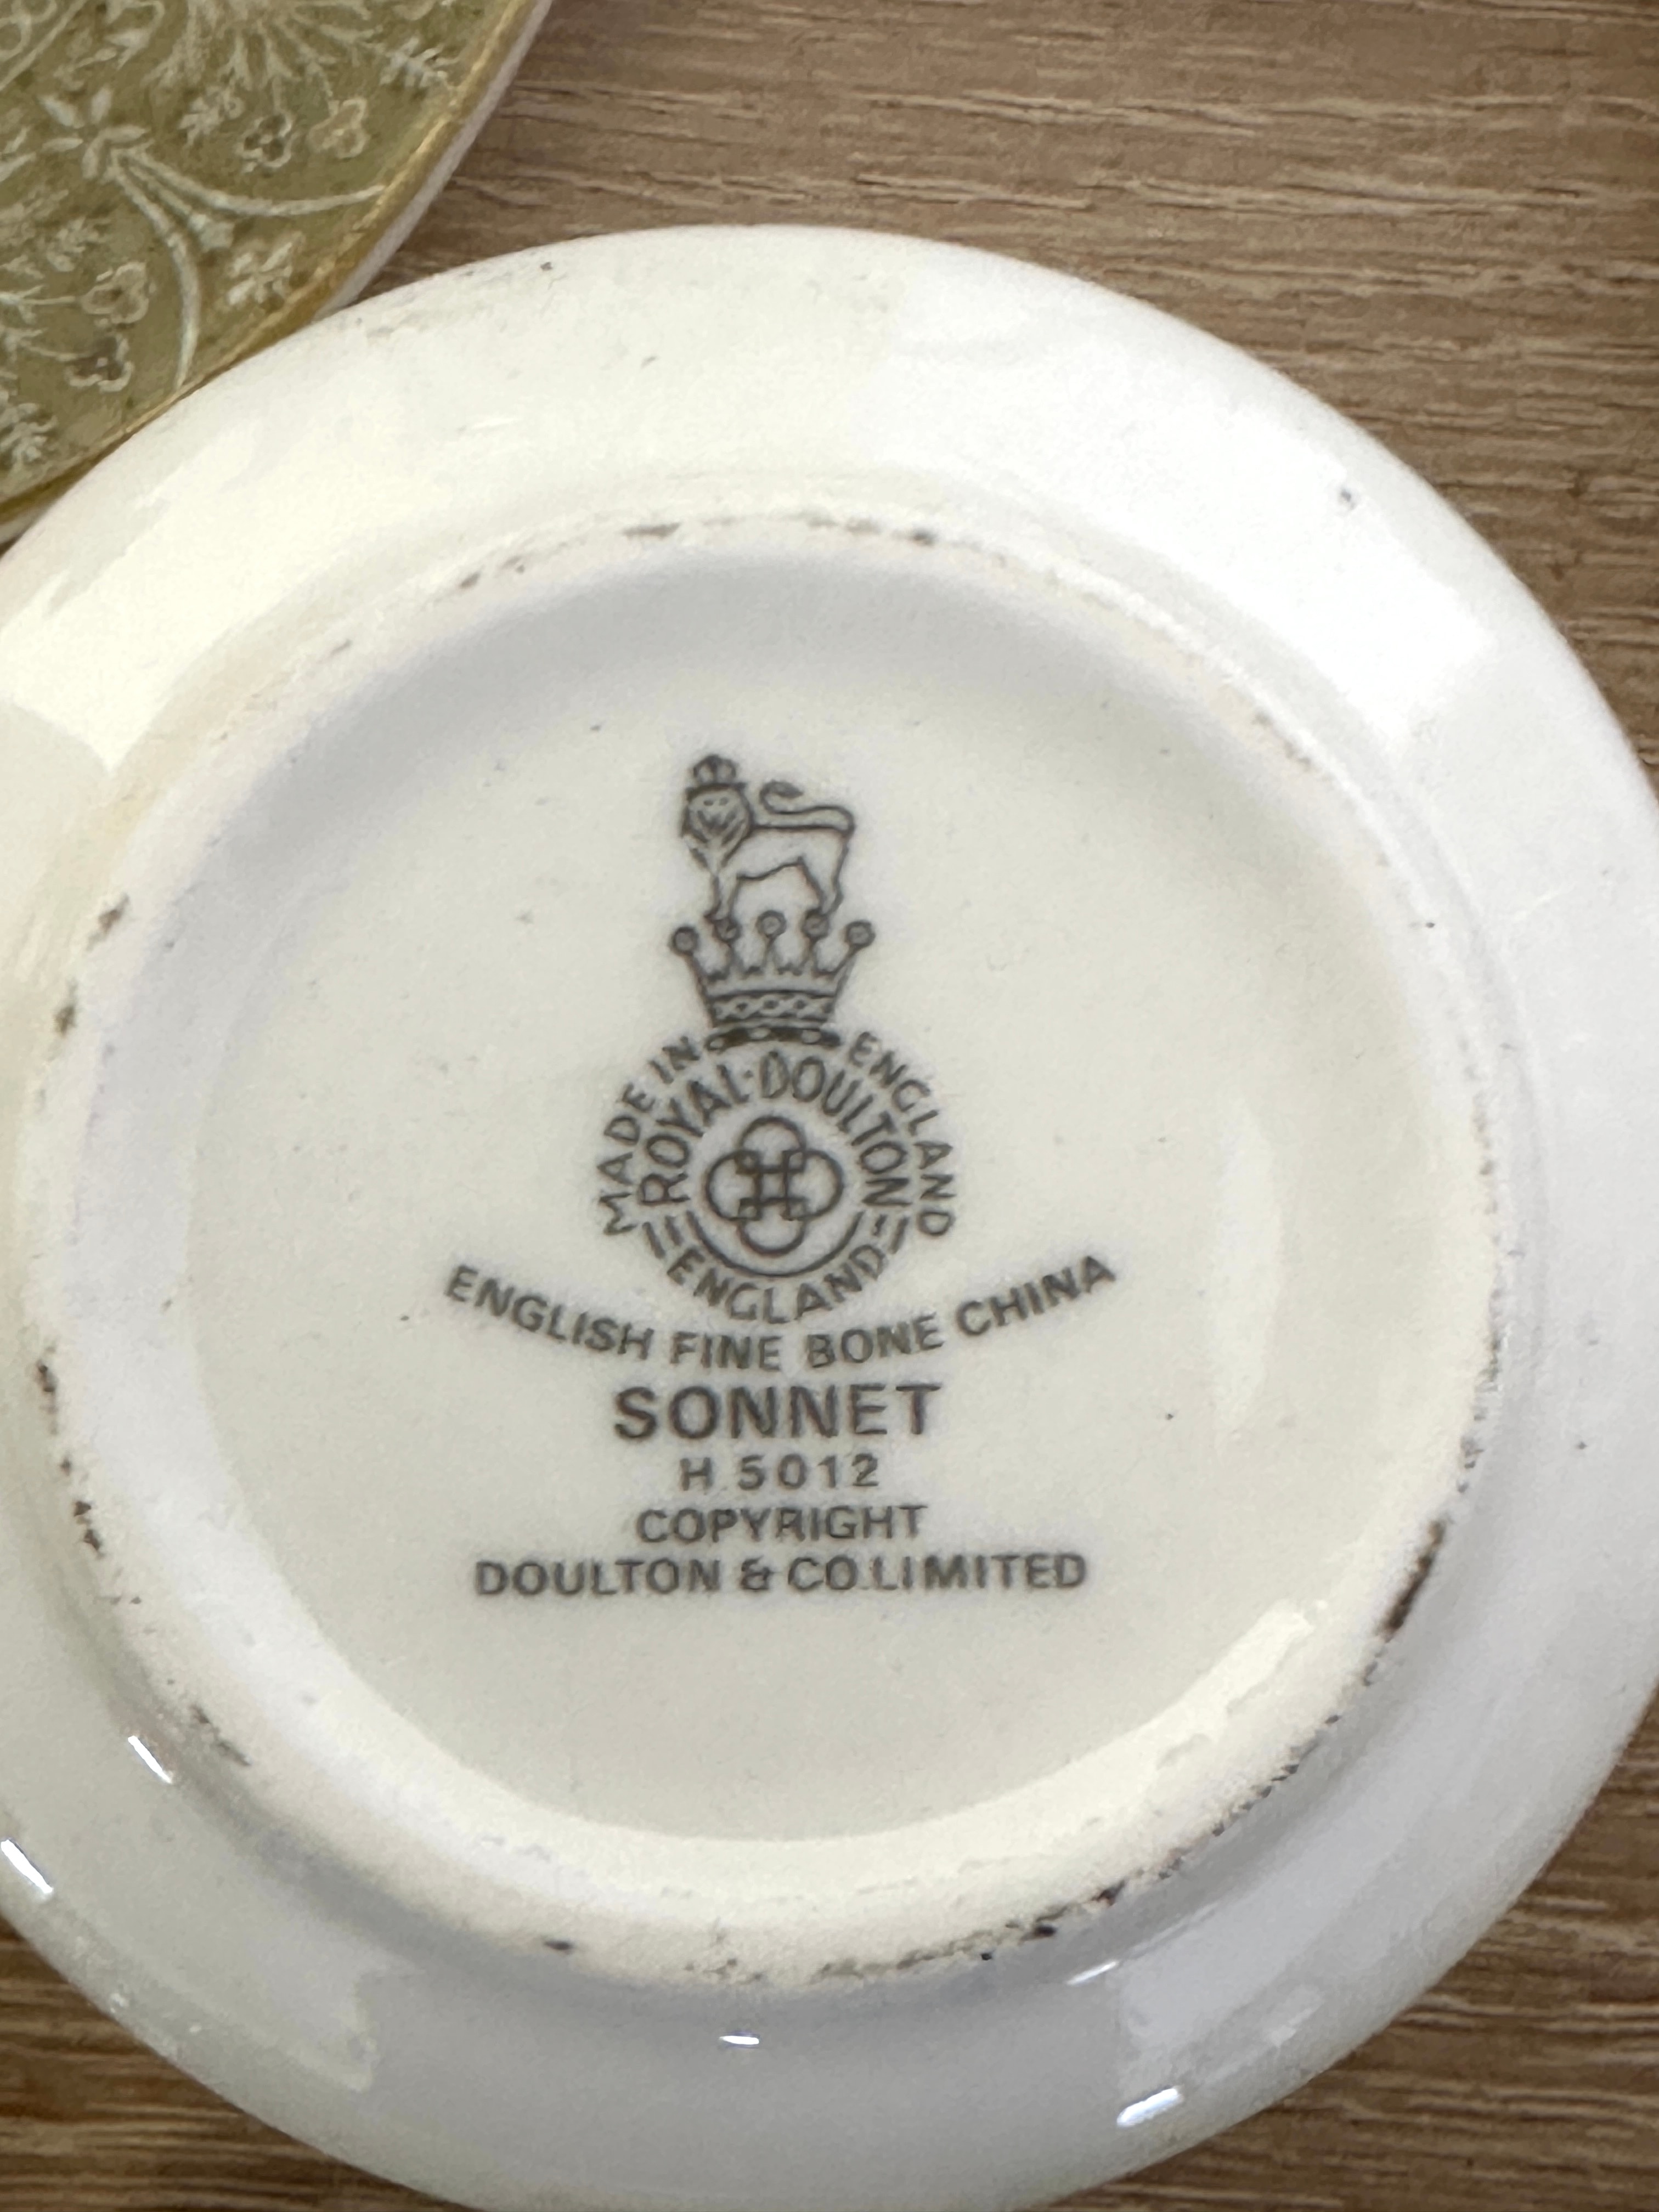 MADE IN ENGLAND
ROYAL·DOULTON
ENGLAND
ENGLISH FINE BONE CHINA
SONNET
H.5012
COPYRIGHT
DOULTON & CO.LIMITED